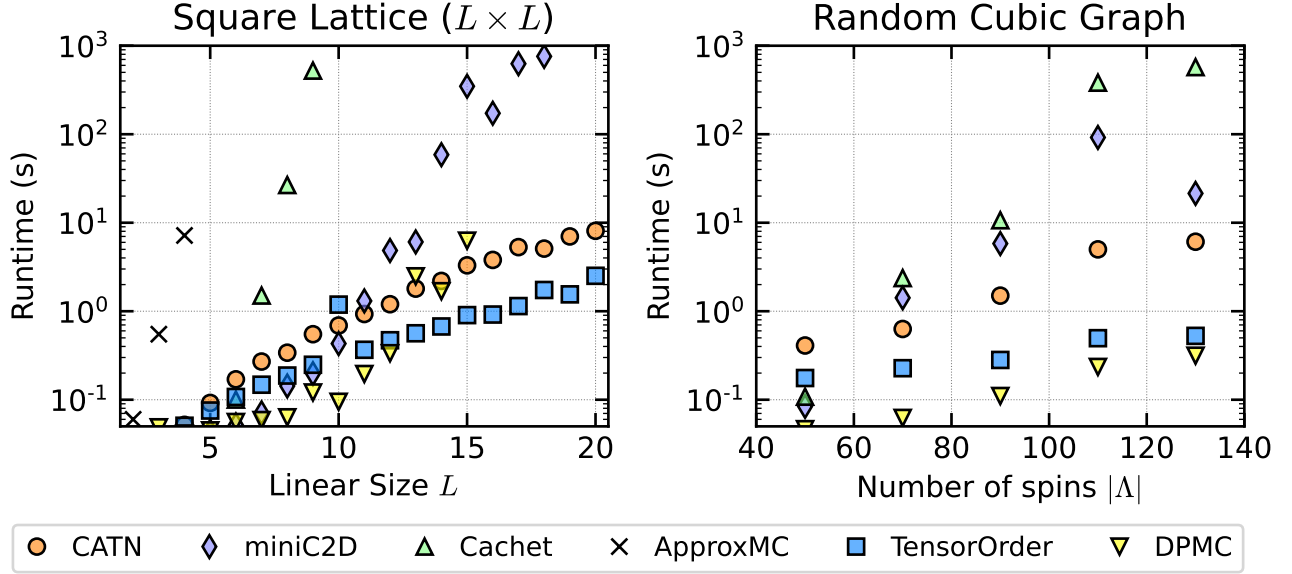 Square Lattice (L × L)
Random Cubic Graph
Runtime (s)
10³
10²
10¹
10⁰
10⁻¹
5 10 15 20
Linear Size L
Runtime (s)
10³
10²
10¹
10⁰
10⁻¹
40 60 80 100 120 140
Number of spins |Λ|
CATN miniC2D Cachet ApproxMC TensorOrder DPMC